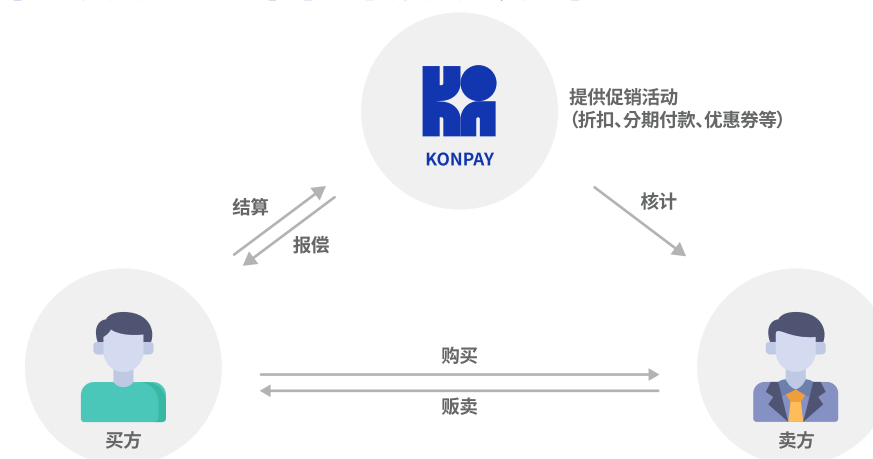 KONPAY
提供促销活动
(折扣、分期付款、优惠券等)
结算
报偿
核计
购买
贩卖
买方
卖方